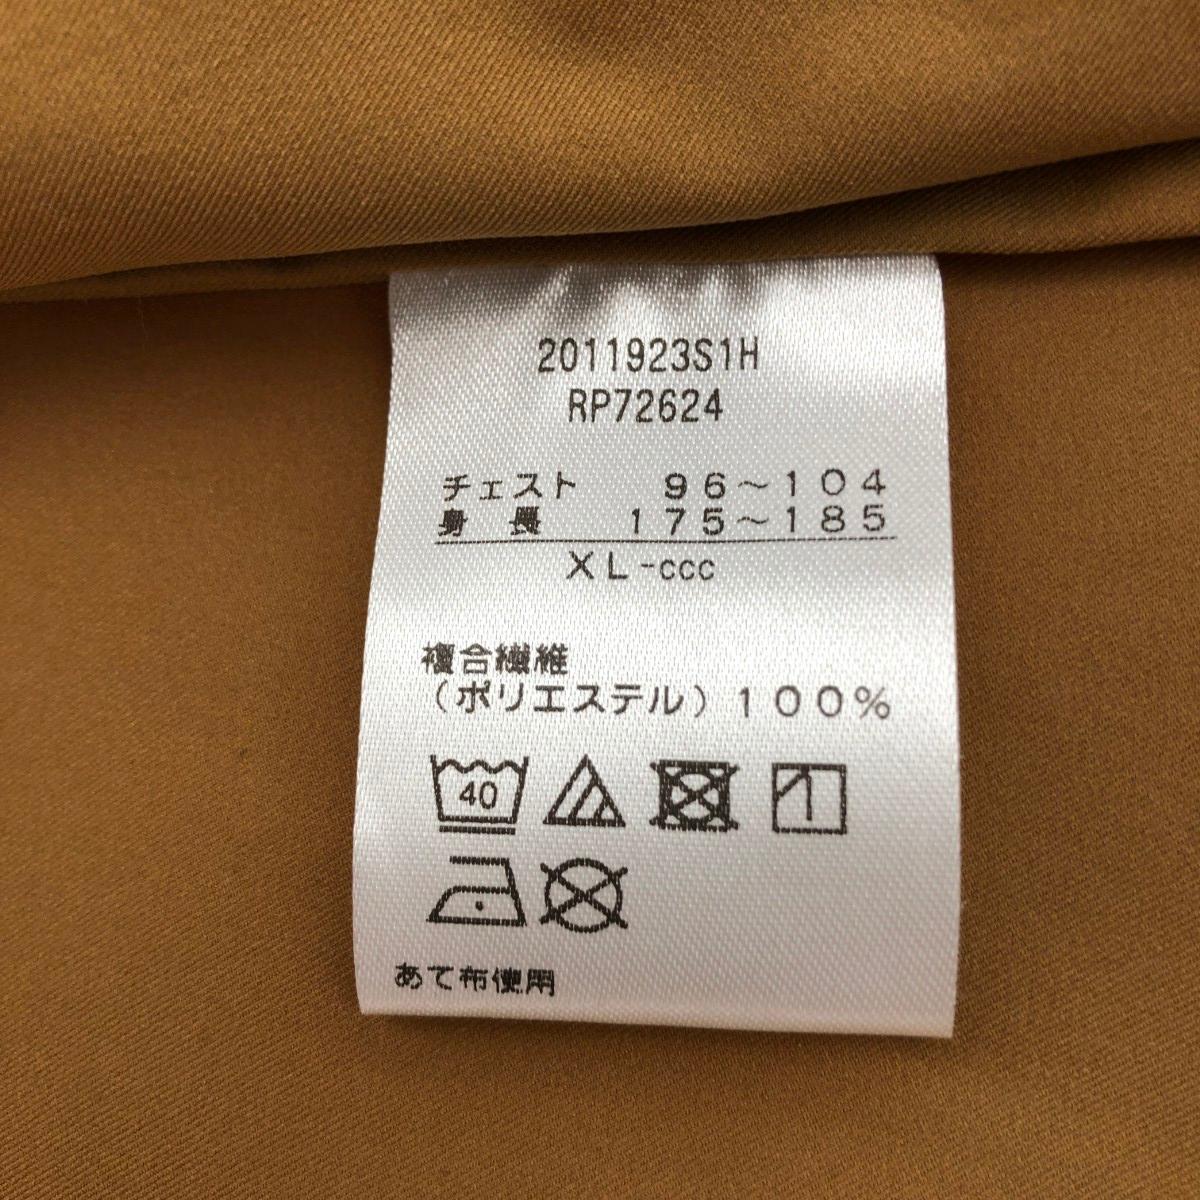 2011923S1H
RP72624
チェスト 96~104
身 長 175~185
XL-ccc
複合繊維
(ポリエステル)100%
40
あて布使用